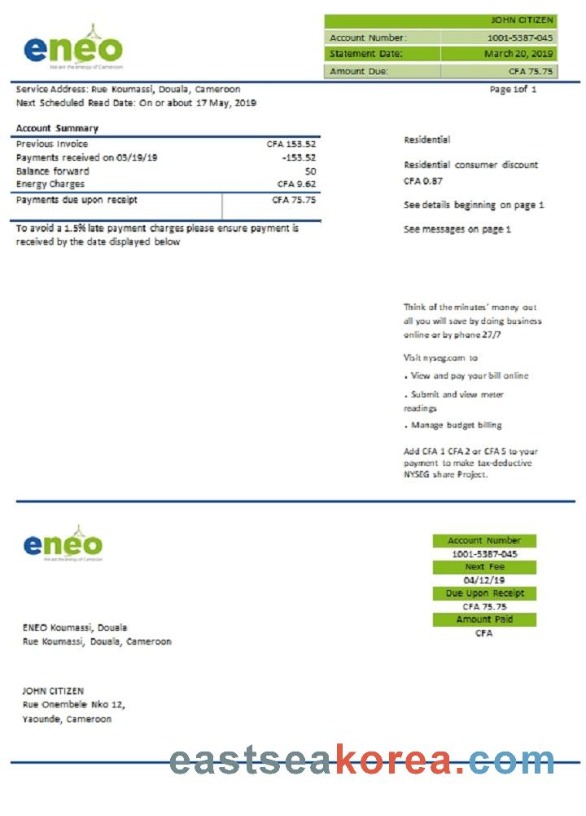 eneo
We are the energy of Cameroon
JOHN CITIZEN
Account Number: 1001-5387-045
Statement Date: March 20, 2019
Amount Due: CFA 75.75
Service Address: Rue Koumassi, Douala, Cameroon
Page 1of 1
Next Scheduled Read Date: On or about 17 May, 2019
Account Summary
Previous Invoice CFA 153.52
Payments received on 03/19/19 -153.52
Balance forward $0
Energy Charges CFA 9.62
Payments due upon receipt CFA 75.75
To avoid a 1.5% late payment charges please ensure payment is
received by the date displayed below
Residential
Residential consumer discount
CFA 0.87
See details beginning on page 1
See messages on page 1
Think of the minutes' money out
all you will save by doing business
online or by phone 27/7
Visit nyseg.com to
. View and pay your bill online
. Submit and view meter
readings
. Manage budget billing
Add CFA 1 CFA 2 or CFA 5 to your
payment to make tax-deductive
NYSEG share Project.
eneo
We are the energy of Cameroon
Account Number
1001-5387-045
Next Fee
04/12/19
Due Upon Receipt
CFA 75.75
Amount Paid
CFA
ENEO Koumassi, Douala
Rue Koumassi, Douala, Cameroon
JOHN CITIZEN
Rue Onembele Nko 12,
Yaounde, Cameroon
eastseakorea.com